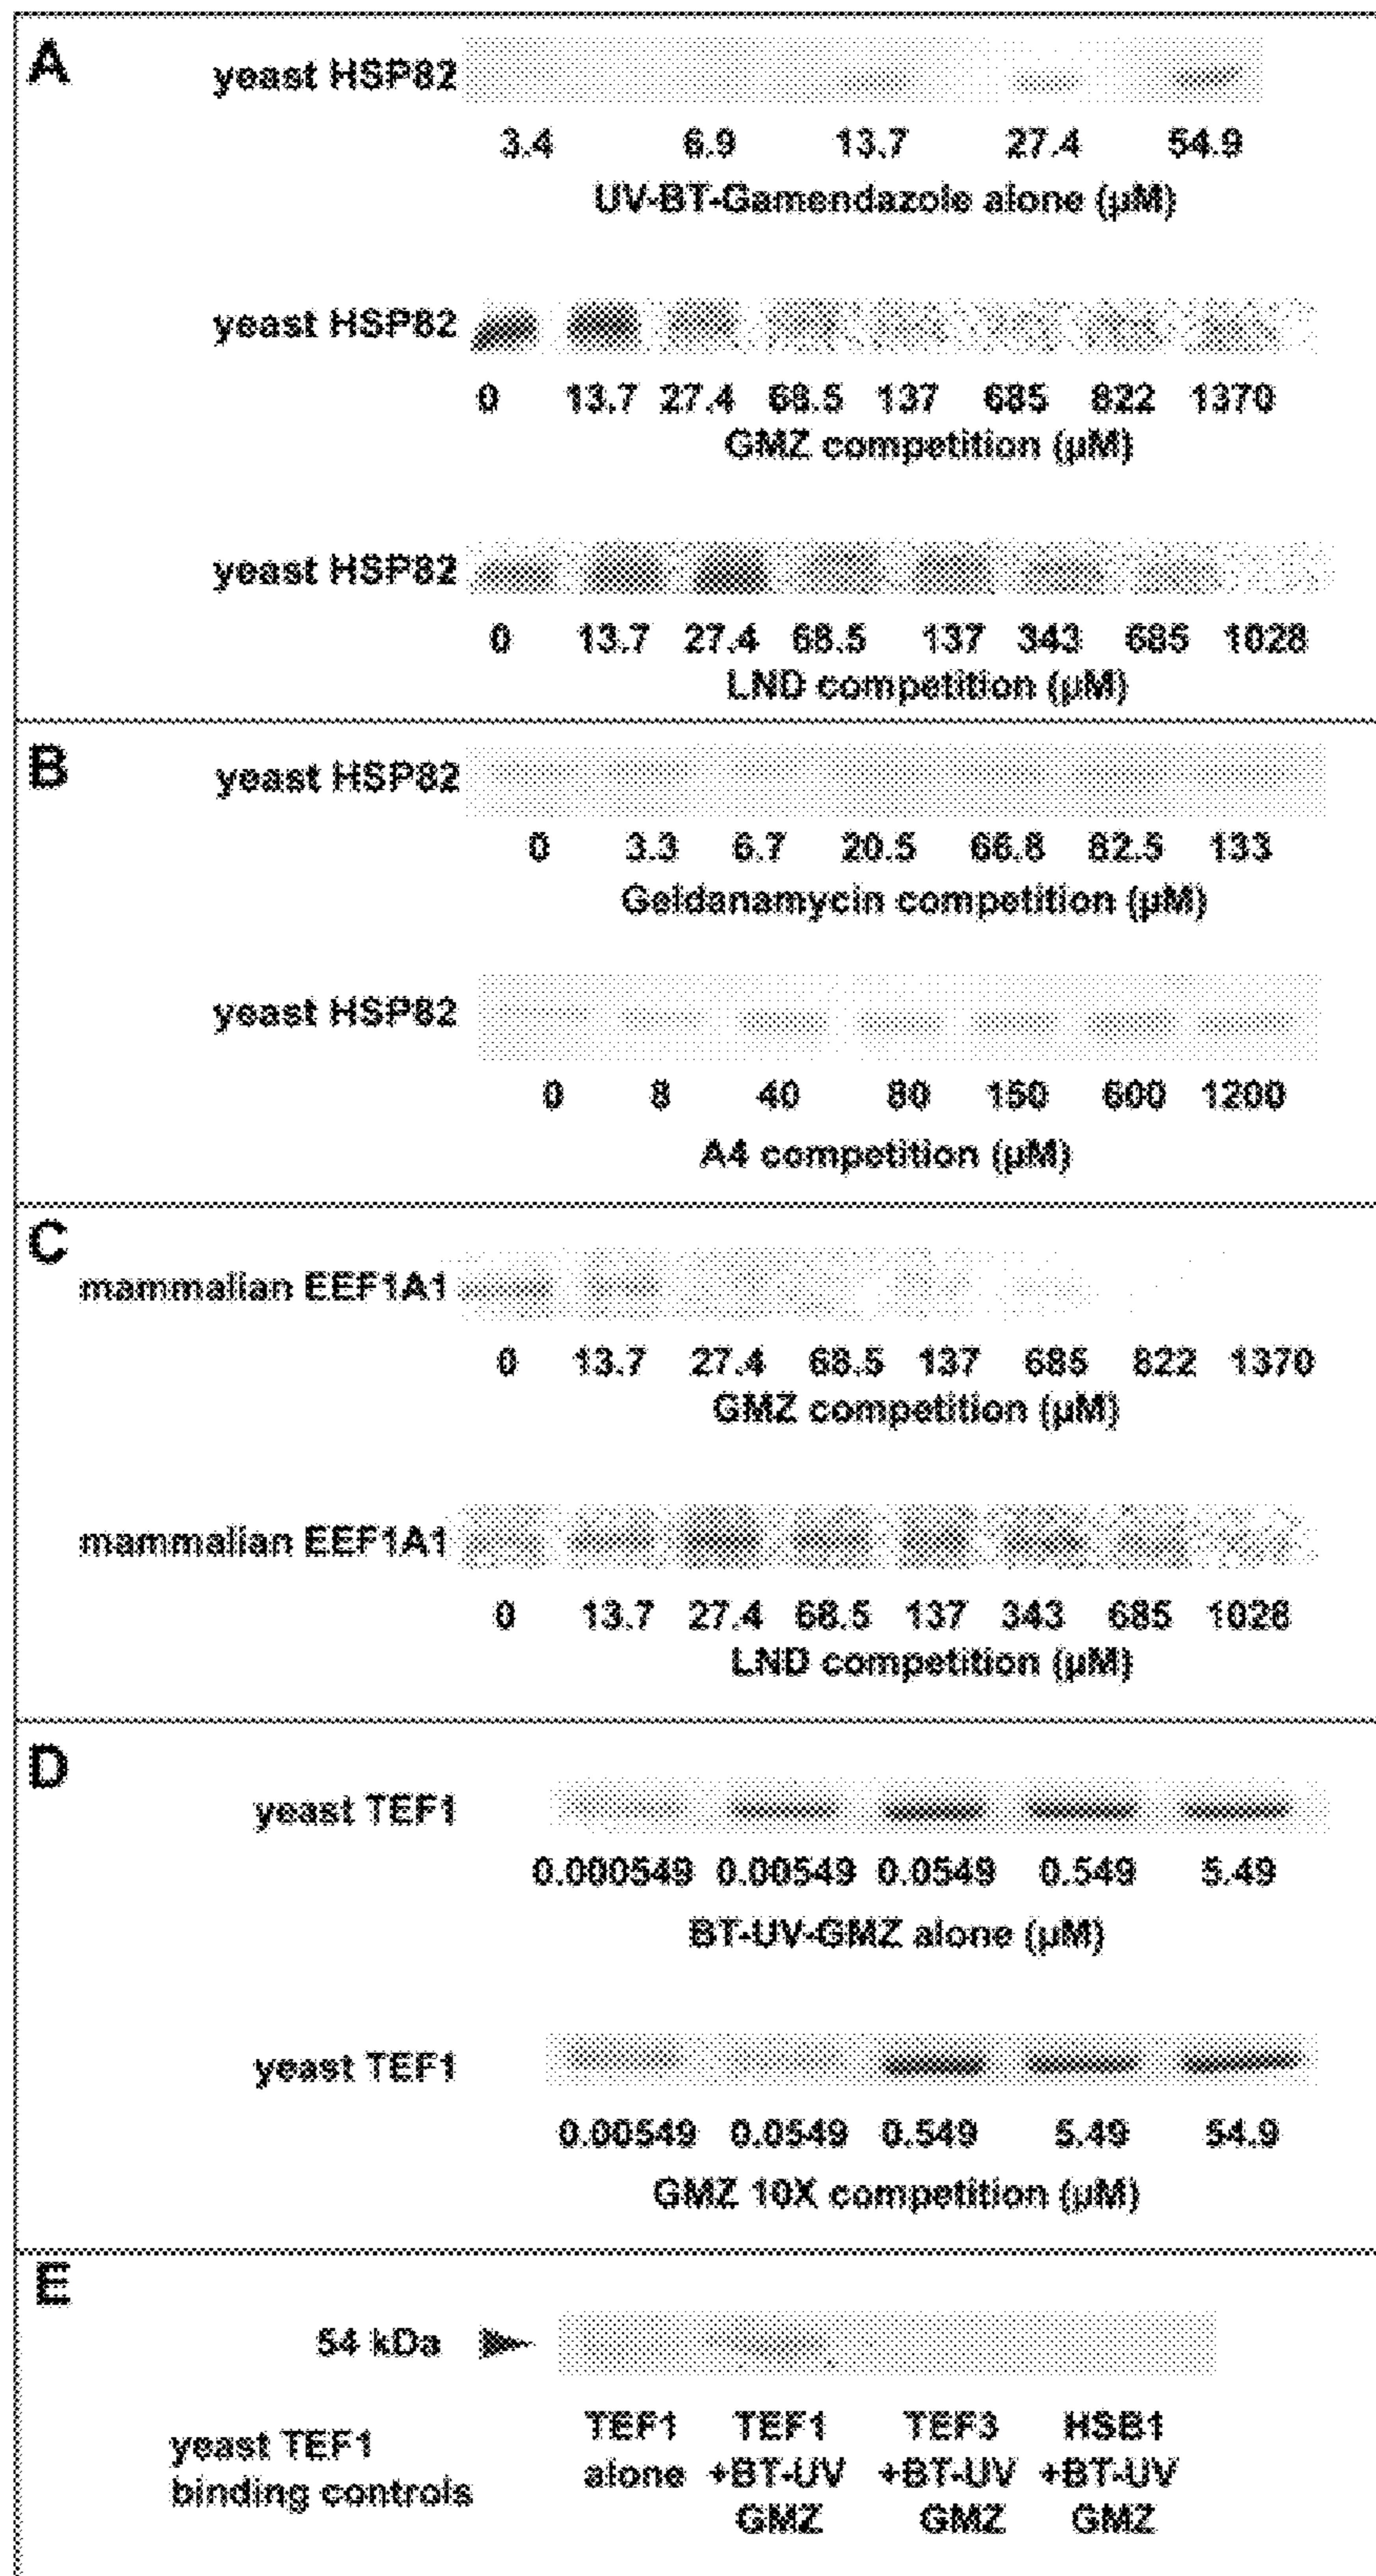 A
yeast HSP82
3.4 6.9 13.7 27.4 54.9
UV-BT-Gamendazole alone (µM)
yeast HSP82
0 13.7 27.4 68.5 137 685 822 1370
GMZ competition (µM)
yeast HSP82
0 13.7 27.4 68.5 137 343 685 1028
LND competition (µM)
B
yeast HSP82
0 3.3 6.7 20.5 66.8 82.5 133
Geldanamycin competition (µM)
yeast HSP82
0 8 40 80 150 600 1200
A4 competition (µM)
C
mammalian EEF1A1
0 13.7 27.4 68.5 137 685 822 1370
GMZ competition (µM)
mammalian EEF1A1
0 13.7 27.4 68.5 137 343 685 1028
LND competition (µM)
D
yeast TEF1
0.000549 0.00549 0.0549 0.549 5.49
BT-UV-GMZ alone (µM)
yeast TEF1
0.00549 0.0549 0.549 5.49 54.9
GMZ 10X competition (µM)
E
54 kDa
yeast TEF1
binding controls
TEF1 TEF1 TEF3 HSB1
alone +BT-UV +BT-UV +BT-UV
GMZ GMZ GMZ